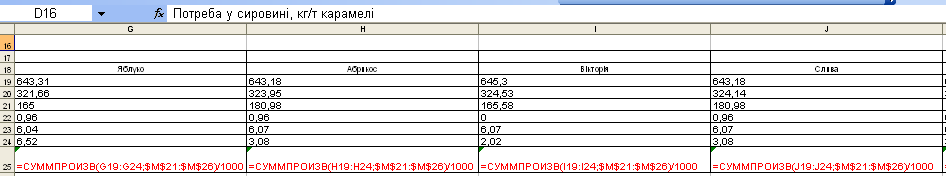 D16 fx Потреба у сировині, кг/т карамелі
G H I J
16
17
18 Яблуко Абрикос Вікторія Слива
19 643,31 643,18 645,3 643,18
20 321,66 323,95 324,53 324,14
21 165 180,98 165,58 180,98
22 0,96 0,96 0 0,96
23 6,04 6,07 6,07 6,07
24 6,52 3,08 2,02 3,08
25 =СУММПРОИЗВ(G19:G24;$M$21:$M$26)/1000 =СУММПРОИЗВ(H19:H24;$M$21:$M$26)/1000 =СУММПРОИЗВ(I19:I24;$M$21:$M$26)/1000 =СУММПРОИЗВ(J19:J24;$M$21:$M$26)/1000